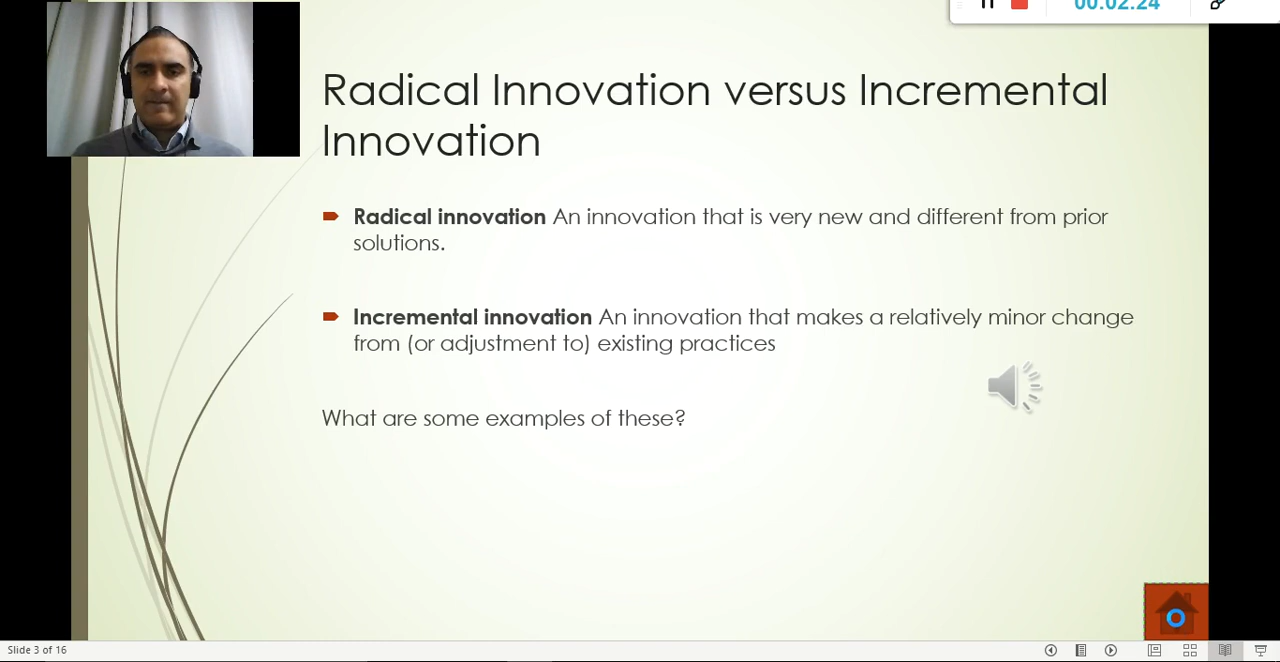 00:02:24
Radical Innovation versus Incremental
Innovation
Radical innovation An innovation that is very new and different from prior
solutions.
Incremental innovation An innovation that makes a relatively minor change
from (or adjustment to) existing practices
What are some examples of these?
Slide 3 of 16